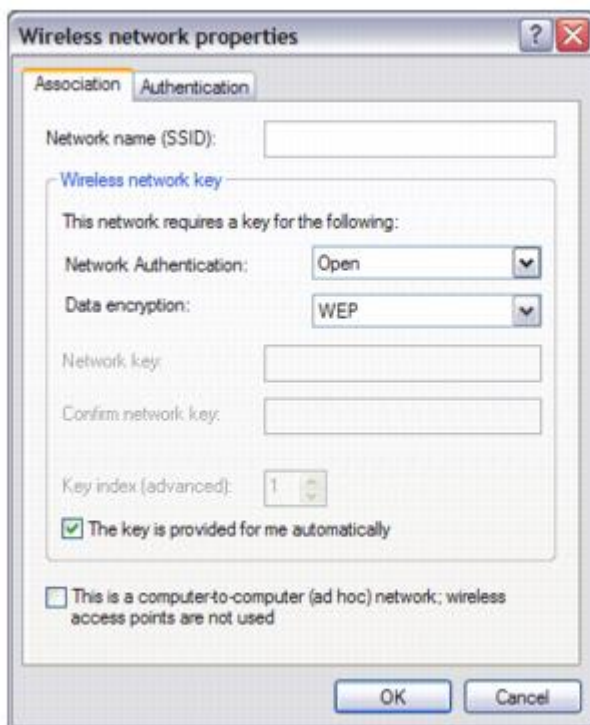 Wireless network properties
Association Authentication
Network name (SSID):
Wireless network key
This network requires a key for the following:
Network Authentication: Open
Data encryption: WEP
Network key:
Confirm network key:
Key index (advanced): 1
The key is provided for me automatically
This is a computer-to-computer (ad hoc) network; wireless
access points are not used
OK Cancel